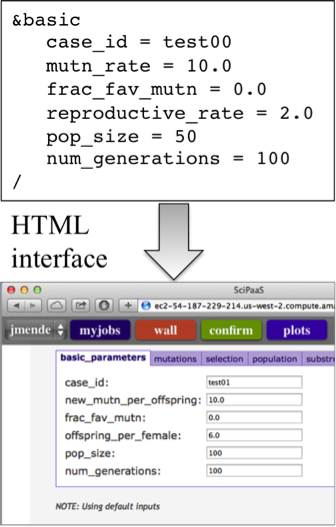 &basic
case_id = test00
mutn_rate = 10.0
frac_fav_mutn = 0.0
reproductive_rate = 2.0
pop_size = 50
num_generations = 100
/
HTML
interface
SciPaaS
ec2-54-187-229-214.us-west-2.compute.ama
jmende myjobs wall confirm plots
basic_parameters mutations selection population substru
case_id: test01
new_mutn_per_offspring: 10.0
frac_fav_mutn: 0.0
offspring_per_female: 6.0
pop_size: 100
num_generations: 100
NOTE: Using default inputs